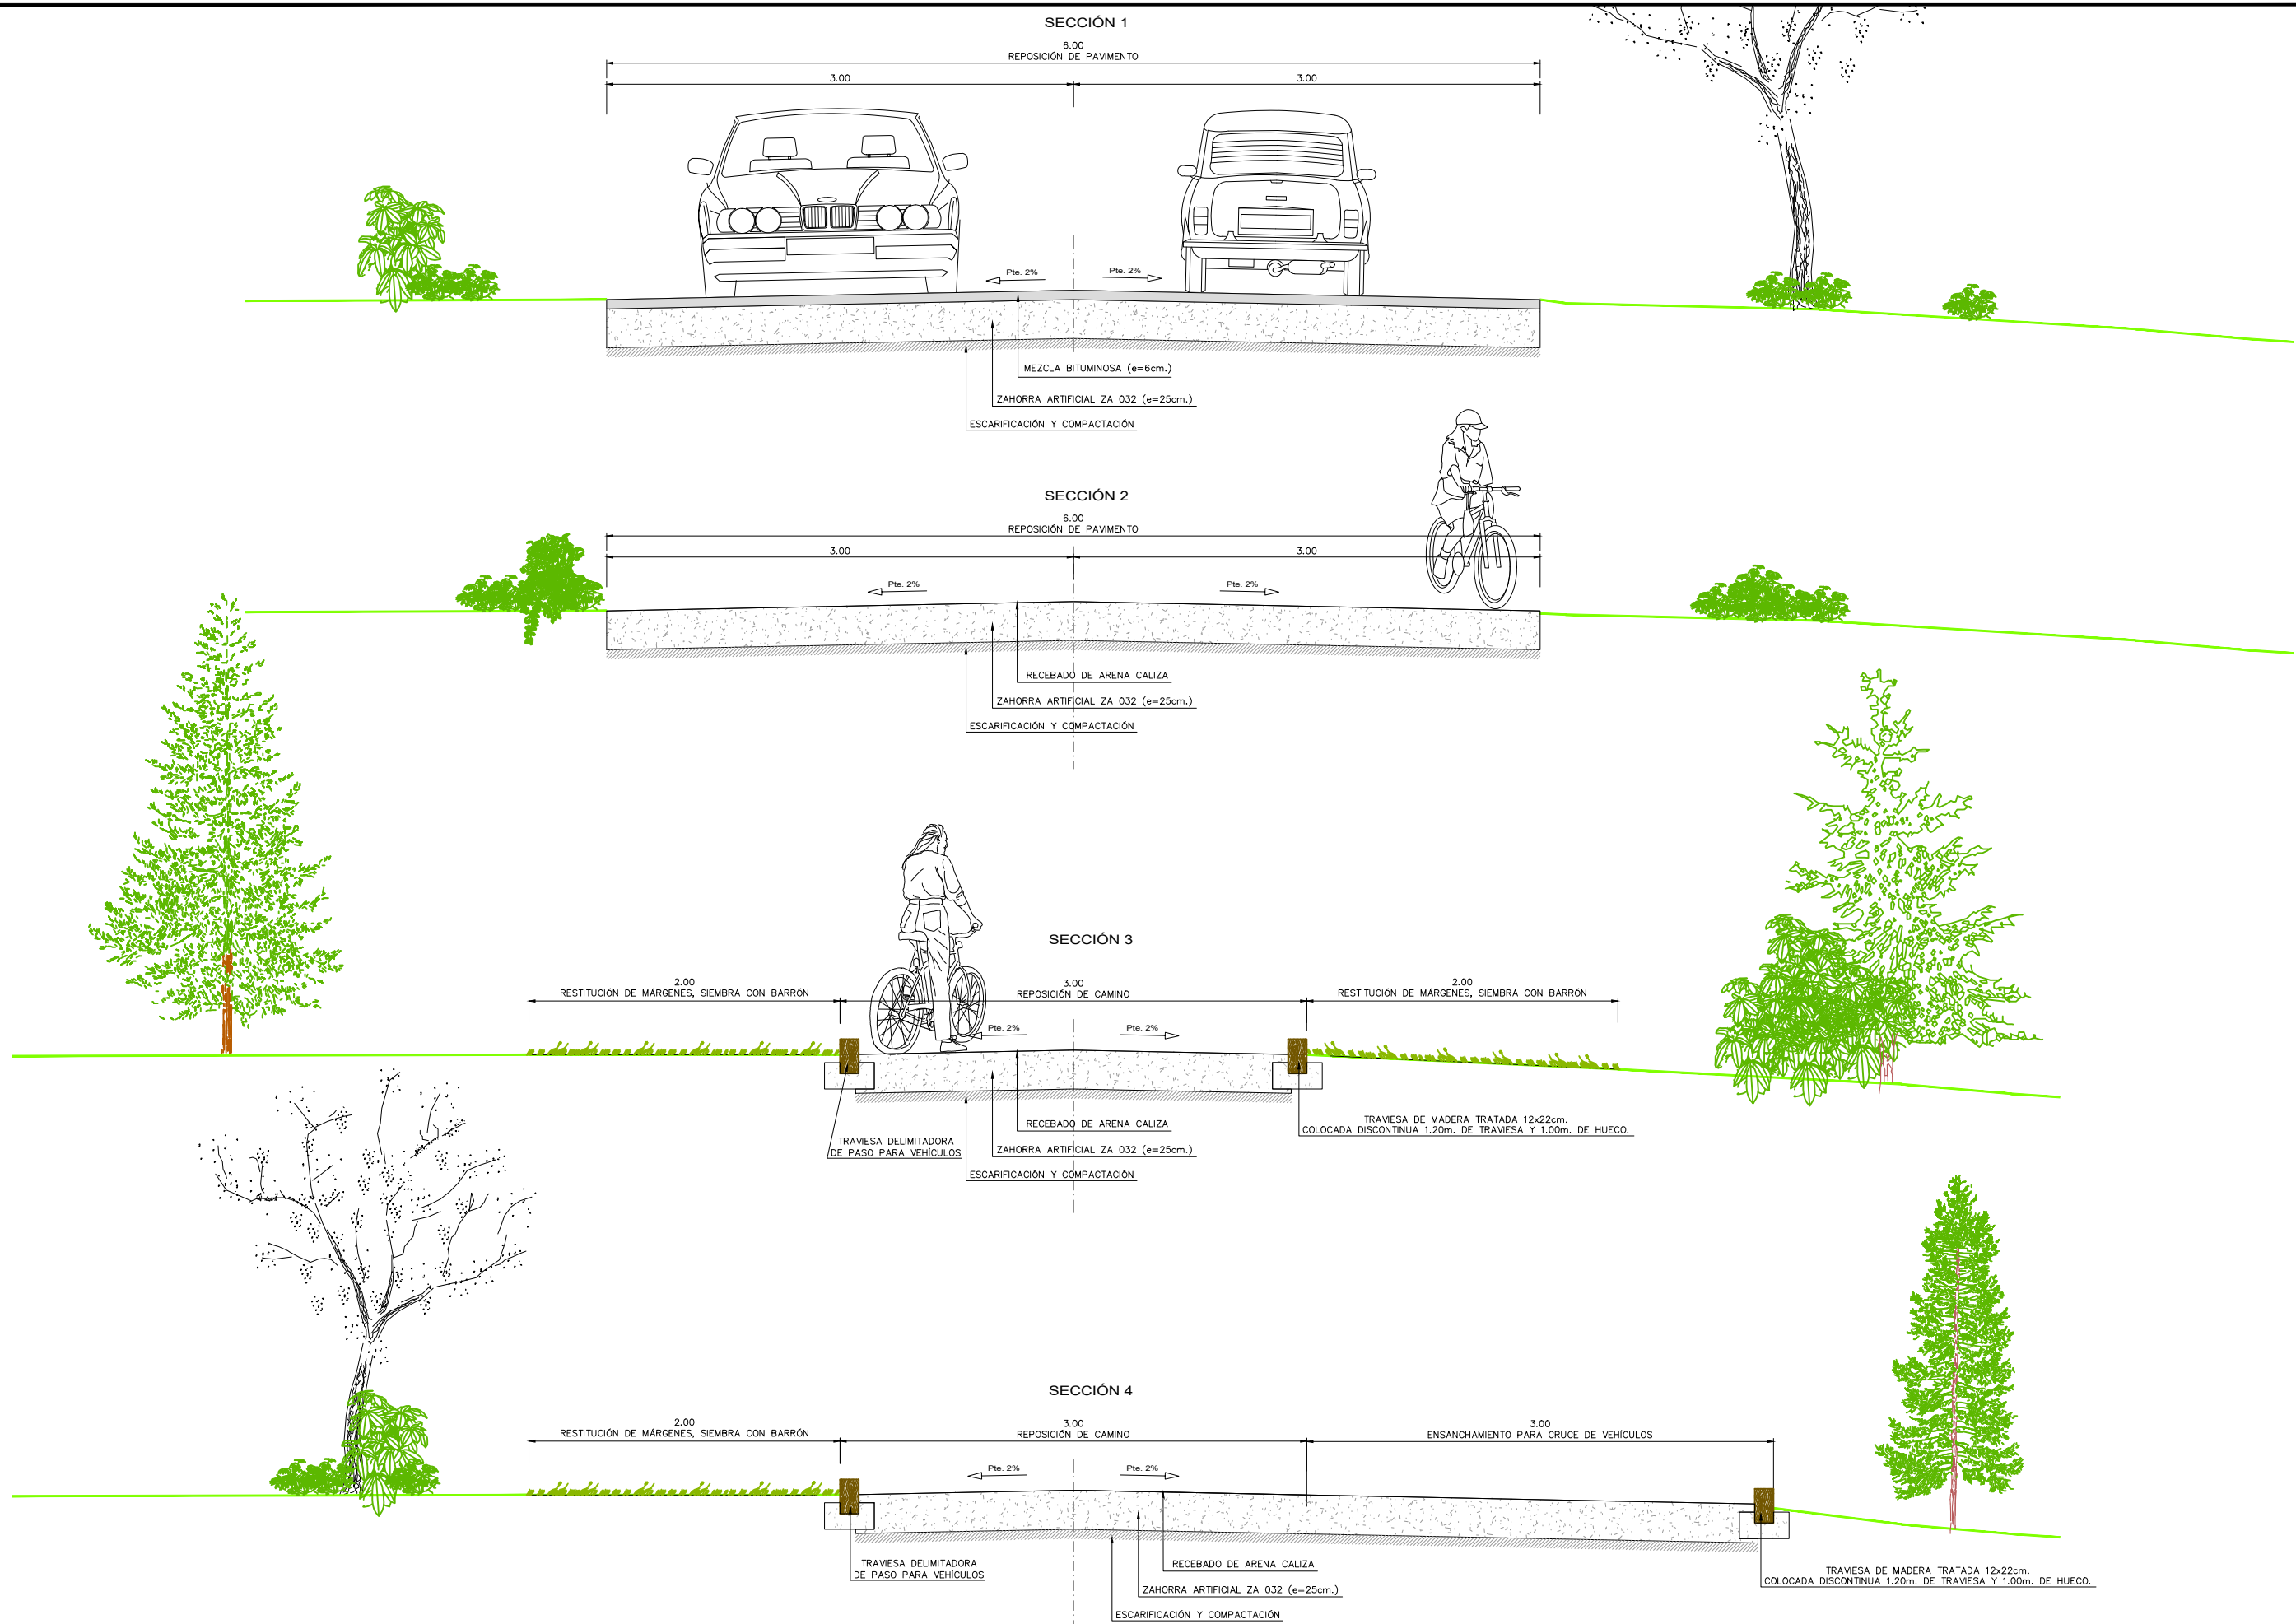 SECCIÓN 1
6.00
REPOSICIÓN DE PAVIMENTO
3.00
3.00
Pte. 2%
Pte. 2%
MEZCLA BITUMINOSA (e=6cm.)
ZAHORRA ARTIFICIAL ZA 032 (e=25cm.)
ESCARIFICACIÓN Y COMPACTACIÓN
SECCIÓN 2
6.00
REPOSICIÓN DE PAVIMENTO
3.00
3.00
Pte. 2%
Pte. 2%
RECEBADO DE ARENA CALIZA
ZAHORRA ARTIFICIAL ZA 032 (e=25cm.)
ESCARIFICACIÓN Y COMPACTACIÓN
SECCIÓN 3
2.00
RESTITUCIÓN DE MÁRGENES, SIEMBRA CON BARRÓN
3.00
REPOSICIÓN DE CAMINO
2.00
RESTITUCIÓN DE MÁRGENES, SIEMBRA CON BARRÓN
Pte. 2%
Pte. 2%
TRAVIESA DELIMITADORA
DE PASO PARA VEHÍCULOS
RECEBADO DE ARENA CALIZA
ZAHORRA ARTIFICIAL ZA 032 (e=25cm.)
ESCARIFICACIÓN Y COMPACTACIÓN
TRAVIESA DE MADERA TRATADA 12x22cm.
COLOCADA DISCONTINUA 1.20m. DE TRAVIESA Y 1.00m. DE HUECO.
SECCIÓN 4
2.00
RESTITUCIÓN DE MÁRGENES, SIEMBRA CON BARRÓN
3.00
REPOSICIÓN DE CAMINO
3.00
ENSANCHAMIENTO PARA CRUCE DE VEHÍCULOS
Pte. 2%
Pte. 2%
TRAVIESA DELIMITADORA
DE PASO PARA VEHÍCULOS
RECEBADO DE ARENA CALIZA
ZAHORRA ARTIFICIAL ZA 032 (e=25cm.)
ESCARIFICACIÓN Y COMPACTACIÓN
TRAVIESA DE MADERA TRATADA 12x22cm.
COLOCADA DISCONTINUA 1.20m. DE TRAVIESA Y 1.00m. DE HUECO.